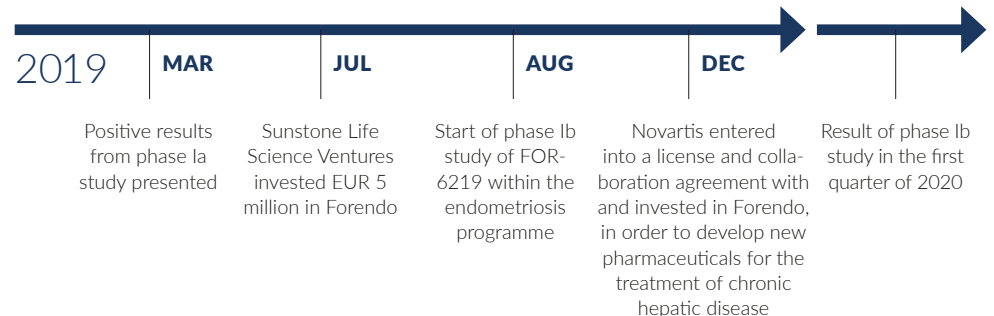 2019
MAR
JUL
AUG
DEC
Positive results
from phase Ia
study presented
Sunstone Life
Science Ventures
invested EUR 5
million in Forendo
Start of phase Ib
study of FOR-
6219 within the
endometriosis
programme
Novartis entered
into a license and colla-
boration agreement with
and invested in Forendo,
in order to develop new
pharmaceuticals for the
treatment of chronic
hepatic disease
Result of phase Ib
study in the first
quarter of 2020